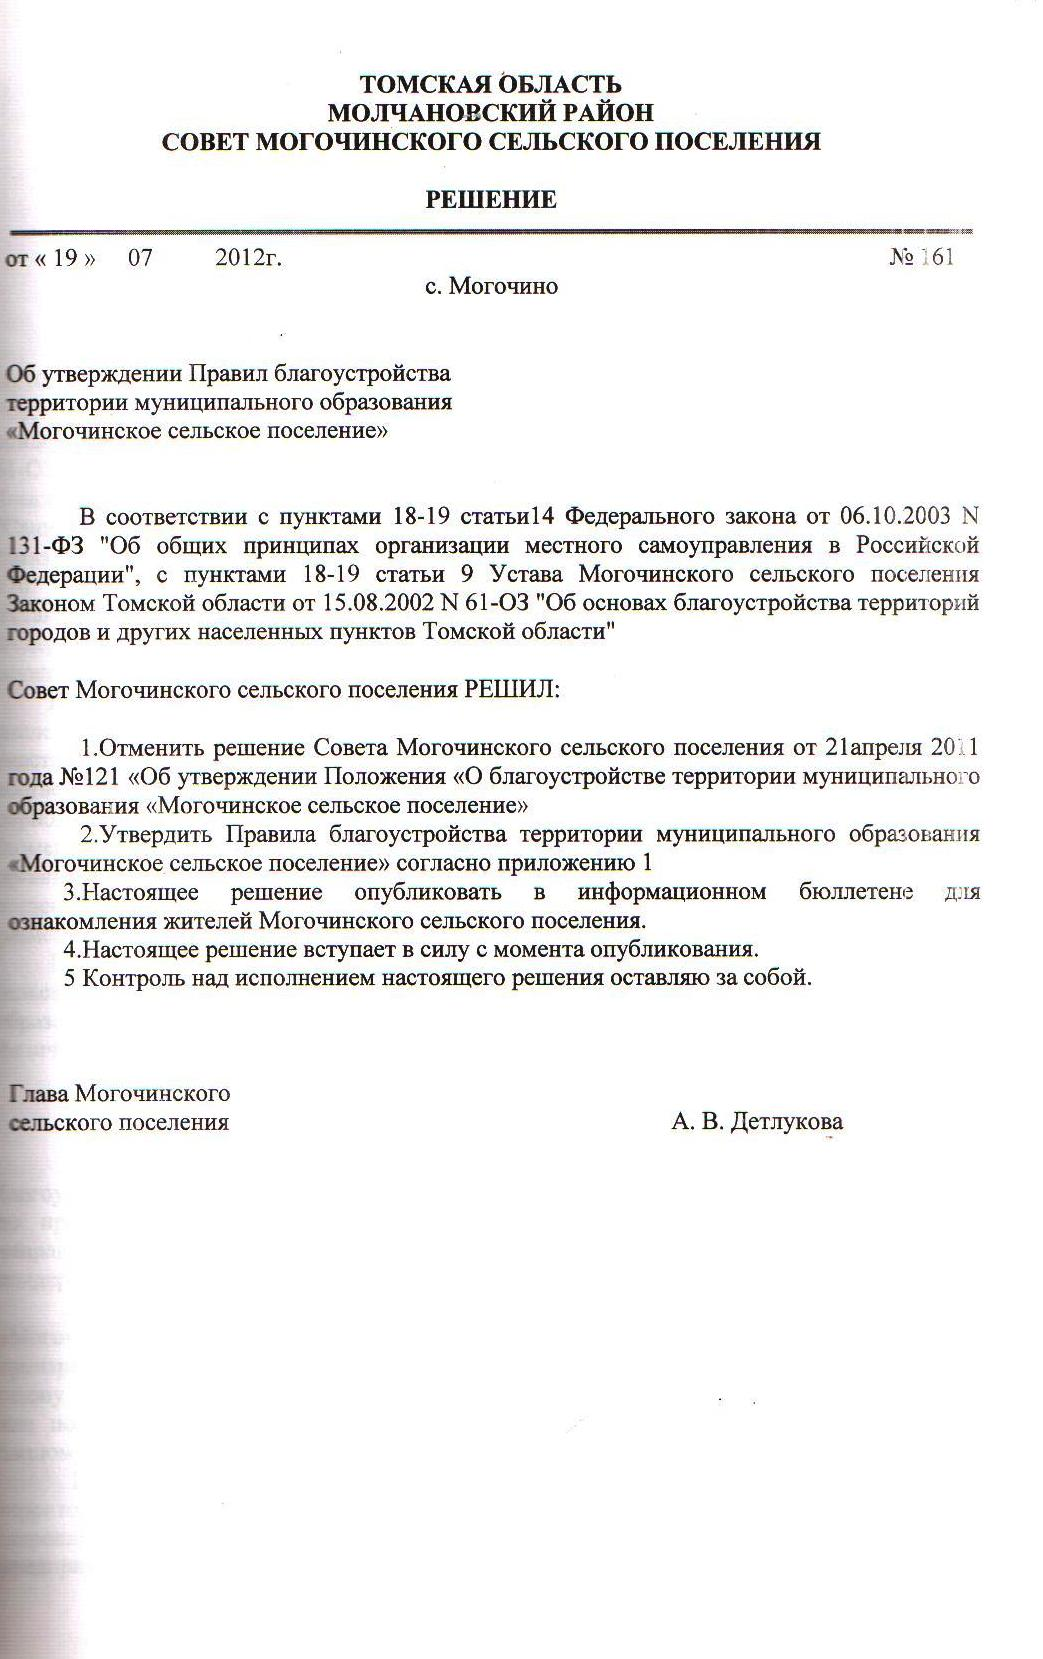 ТОМСКАЯ ОБЛАСТЬ
МОЛЧАНОВСКИЙ РАЙОН
СОВЕТ МОГОЧИНСКОГО СЕЛЬСКОГО ПОСЕЛЕНИЯ
РЕШЕНИЕ
от « 19 » 07 2012г. № 161
с. Могочино
Об утверждении Правил благоустройства
территории муниципального образования
«Могочинское сельское поселение»
В соответствии с пунктами 18-19 статьи14 Федерального закона от 06.10.2003 N
131-ФЗ "Об общих принципах организации местного самоуправления в Российской
Федерации", с пунктами 18-19 статьи 9 Устава Могочинского сельского поселения
Законом Томской области от 15.08.2002 N 61-ОЗ "Об основах благоустройства территорий
городов и других населенных пунктов Томской области"
Совет Могочинского сельского поселения РЕШИЛ:
1.Отменить решение Совета Могочинского сельского поселения от 21апреля 2011
года №121 «Об утверждении Положения «О благоустройстве территории муниципального
образования «Могочинское сельское поселение»
2.Утвердить Правила благоустройства территории муниципального образования
«Могочинское сельское поселение» согласно приложению 1
3.Настоящее решение опубликовать в информационном бюллетене для
ознакомления жителей Могочинского сельского поселения.
4.Настоящее решение вступает в силу с момента опубликования.
5 Контроль над исполнением настоящего решения оставляю за собой.
Глава Могочинского
сельского поселения А. В. Детлукова